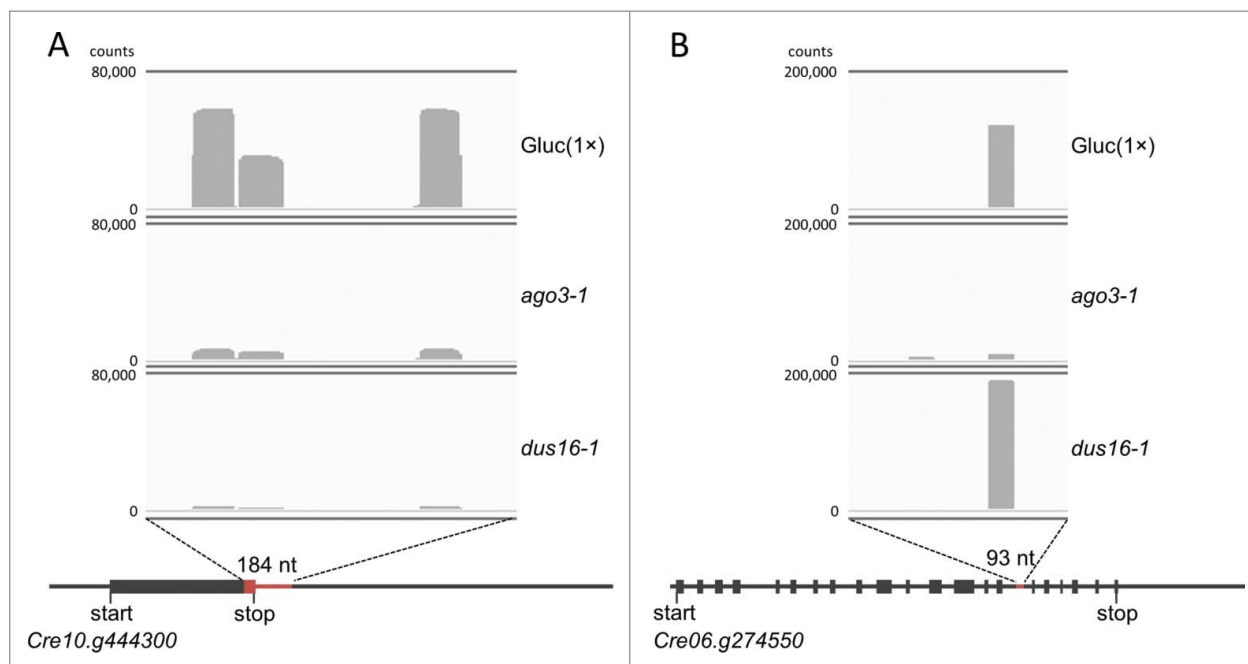 A
counts
80,000
Gluc(1×)
0
80,000
ago3-1
0
80,000
dus16-1
0
184 nt
start
stop
Cre10.g444300
B
counts
200,000
Gluc(1×)
0
200,000
ago3-1
0
200,000
dus16-1
0
93 nt
start
stop
Cre06.g274550